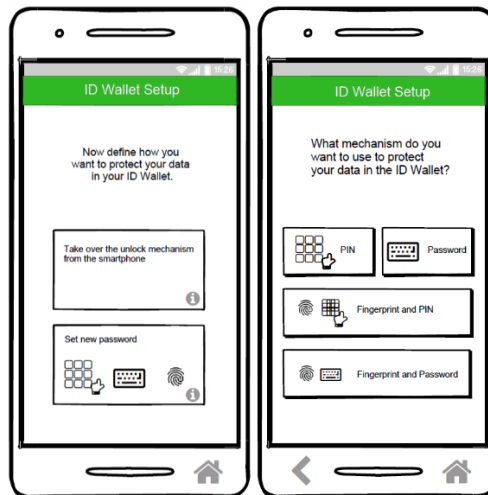 15:26
ID Wallet Setup
Now define how you
want to protect your data
in your ID Wallet.
Take over the unlock mechanism
from the smartphone
Set new password
15:26
ID Wallet Setup
What mechanism do you
want to use to protect
your data in the ID Wallet?
PIN
Password
Fingerprint and PIN
Fingerprint and Password